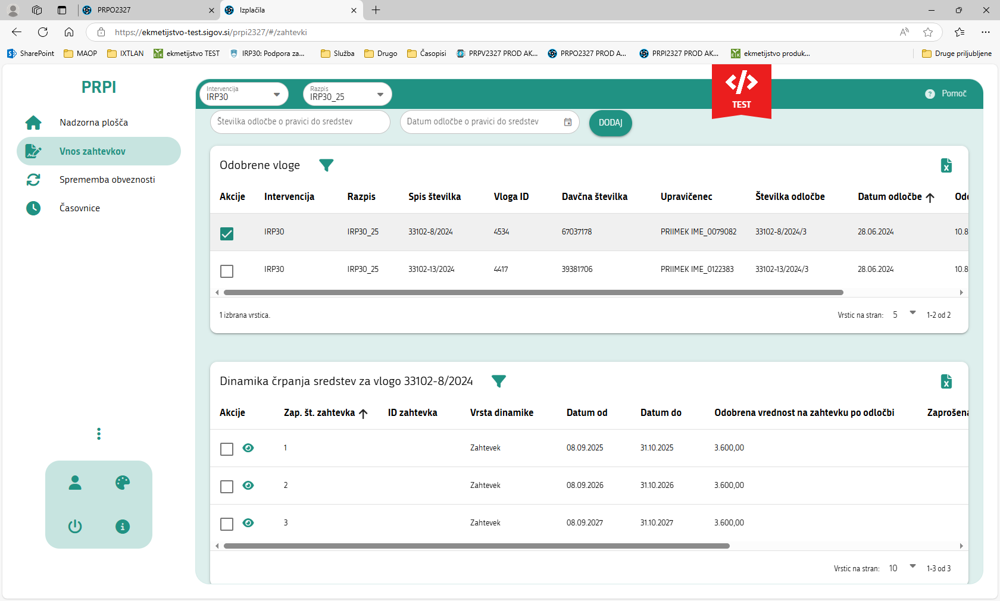 PRPO2327
Izplačila
https://ekmetijstvo-test.sigov.si/prpi2327/#/zahtevki
SharePoint
MAOP
IXTLAN
ekmetijstvo TEST
IRP30: Podpora za...
Služba
Drugo
Časopisi
PRPV2327 PROD AK...
PRPO2327 PROD A...
PRPI2327 PROD AK...
ekmetijstvo produk...
Druge priljubljene
PRPI
Nadzorna plošča
Vnos zahtevkov
Sprememba obveznosti
Časovnice
Intervencija
IRP30
Razpis
IRP30_25
TEST
Pomoč
Številka odločbe o pravici do sredstev
Datum odločbe o pravici do sredstev
DODAJ
Odobrene vloge
Akcije Intervencija Razpis Spis številka Vloga ID Davčna številka Upravičenec Številka odločbe Datum odločbe Odo
IRP30 IRP30_25 33102-8/2024 4534 67037178 PRIIMEK IME_0079082 33102-8/2024/3 28.06.2024 10.8
IRP30 IRP30_25 33102-13/2024 4417 39381706 PRIIMEK IME_0122383 33102-13/2024/3 28.06.2024 10.8
1 izbrana vrstica.
Vrstic na stran: 5 1-2 od 2
Dinamika črpanja sredstev za vlogo 33102-8/2024
Akcije Zap. št. zahtevka ID zahtevka Vrsta dinamike Datum od Datum do Odobrena vrednost na zahtevku po odločbi Zaprošena
1 Zahtevek 08.09.2025 31.10.2025 3.600,00
2 Zahtevek 08.09.2026 31.10.2026 3.600,00
3 Zahtevek 08.09.2027 31.10.2027 3.600,00
Vrstic na stran: 10 1-3 od 3